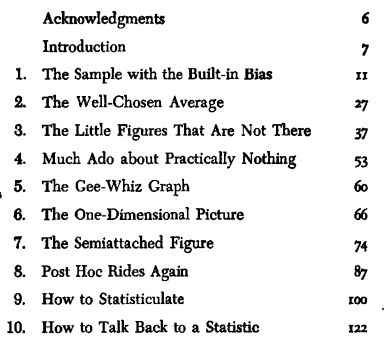 Acknowledgments 6
Introduction 7
1. The Sample with the Built-in Bias 11
2. The Well-Chosen Average 27
3. The Little Figures That Are Not There 37
4. Much Ado about Practically Nothing 53
5. The Gee-Whiz Graph 60
6. The One-Dimensional Picture 66
7. The Semiattached Figure 74
8. Post Hoc Rides Again 87
9. How to Statisticulate 100
10. How to Talk Back to a Statistic 122